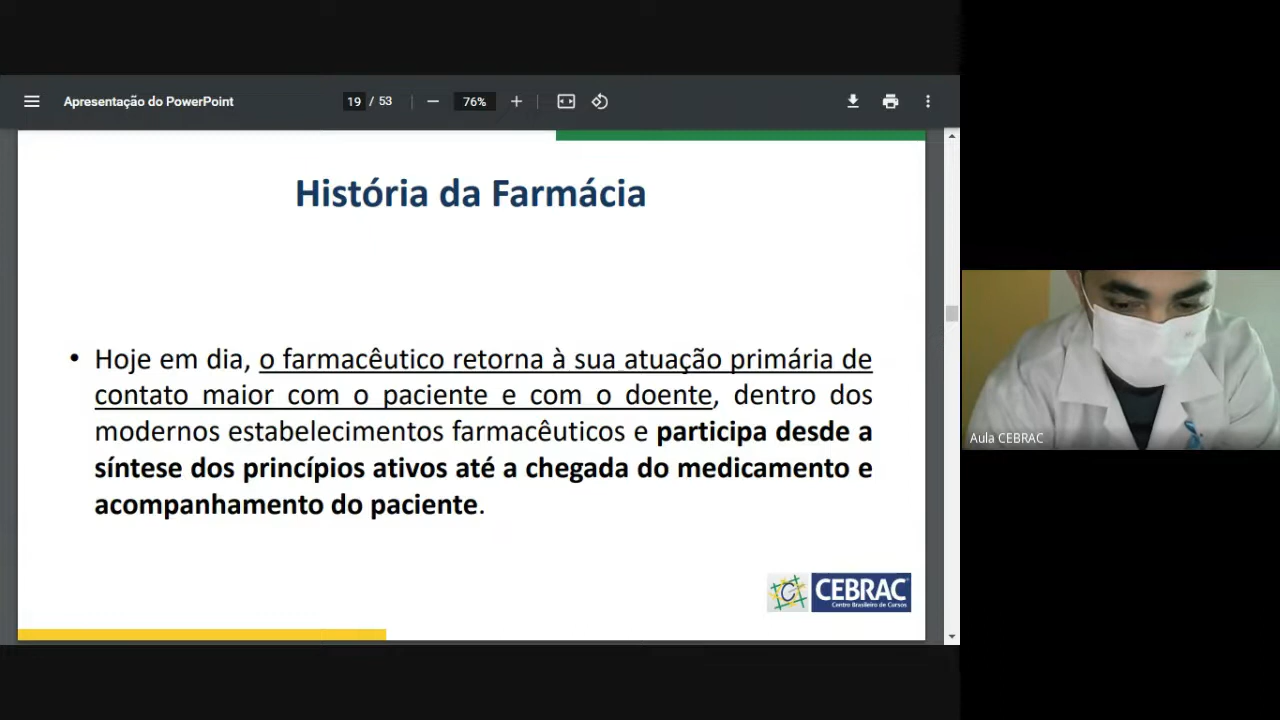 Apresentação do PowerPoint
19 / 53
76%
História da Farmácia
• Hoje em dia, o farmacêutico retorna à sua atuação primária de
contato maior com o paciente e com o doente, dentro dos
modernos estabelecimentos farmacêuticos e participa desde a
síntese dos princípios ativos até a chegada do medicamento e
acompanhamento do paciente.
C CEBRAC
Centro Brasileiro de Cursos
Aula CEBRAC